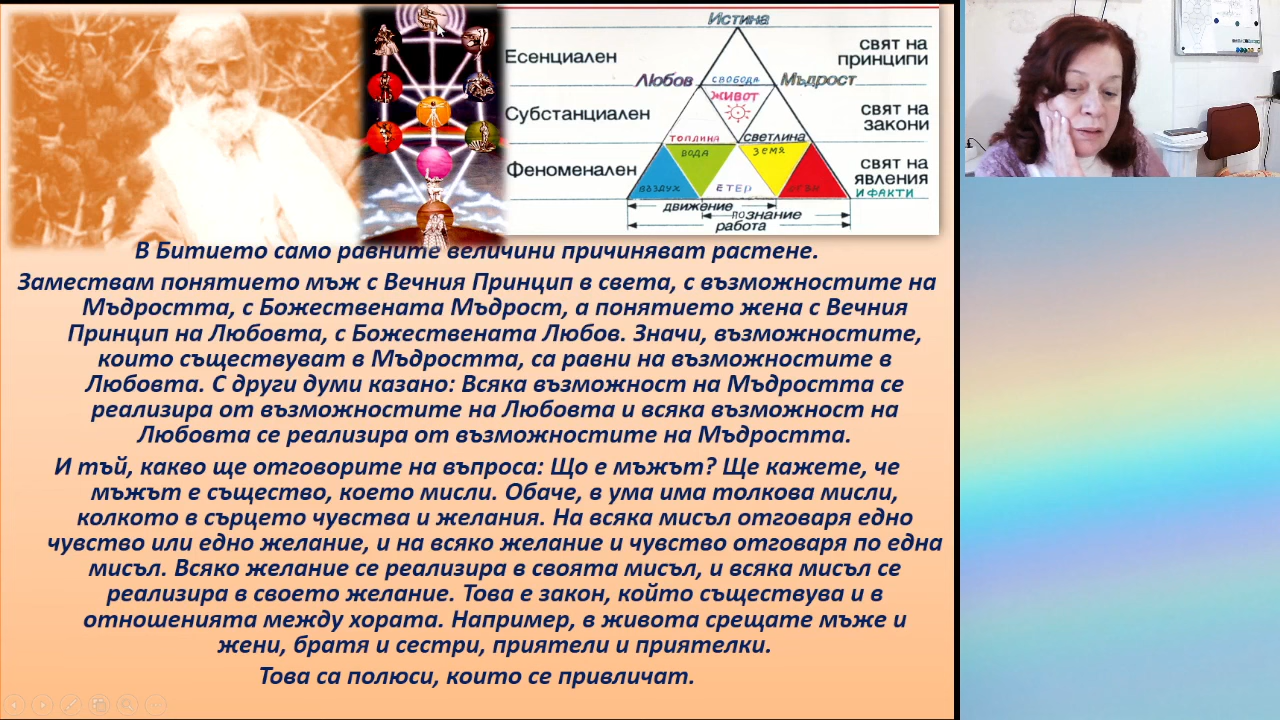 Истина
Есенциален
свят на
принципи
Любов
свобода
Мъдрост
живот
Субстанциален
свят на
закони
топлина
светлина
вода
земя
Феноменален
свят на
явления
и факти
въздух
етер
огън
движение
познание
работа
В Битието само равните величини причиняват растене.
Замествам понятието мъж с Вечния Принцип в света, с възможностите на
Мъдростта, с Божествената Мъдрост, а понятието жена с Вечния
Принцип на Любовта, с Божествената Любов. Значи, възможностите,
които съществуват в Мъдростта, са равни на възможностите в
Любовта. С други думи казано: Всяка възможност на Мъдростта се
реализира от възможностите на Любовта и всяка възможност на
Любовта се реализира от възможностите на Мъдростта.
И тъй, какво ще отговорите на въпроса: Що е мъжът? Ще кажете, че
мъжът е същество, което мисли. Обаче, в ума има толкова мисли,
колкото в сърцето чувства и желания. На всяка мисъл отговаря едно
чувство или едно желание, и на всяко желание и чувство отговаря по една
мисъл. Всяко желание се реализира в своята мисъл, и всяка мисъл се
реализира в своето желание. Това е закон, който съществува и в
отношенията между хората. Например, в живота срещате мъже и
жени, братя и сестри, приятели и приятелки.
Това са полюси, които се привличат.